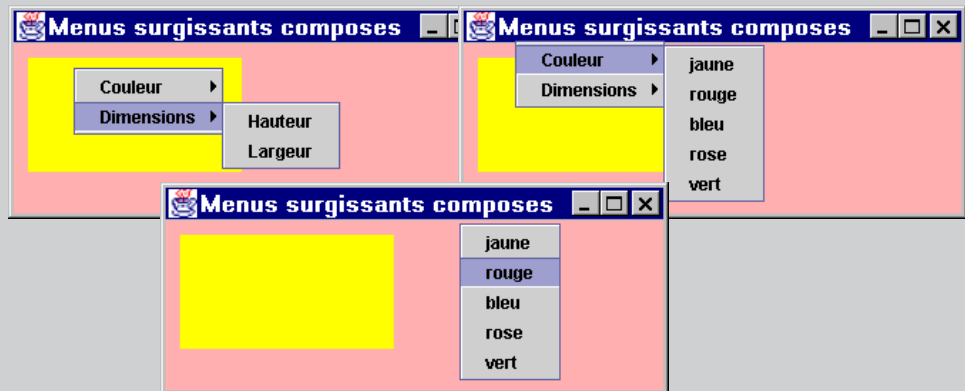 Menus surgissants composes
Couleur
Dimensions
Hauteur
Largeur
Menus surgissants composes
Couleur
Dimensions
jaune
rouge
bleu
rose
vert
Menus surgissants composes
jaune
rouge
bleu
rose
vert